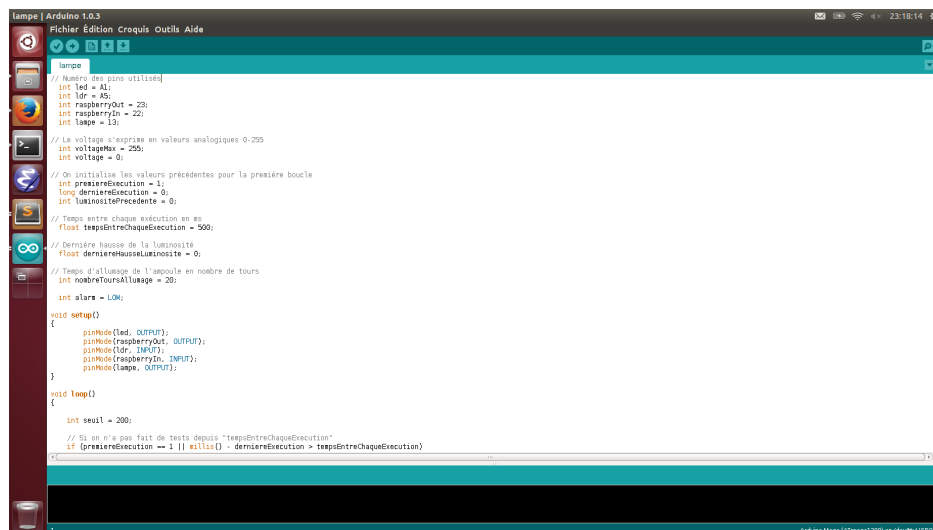 lampe | Arduino 1.0.3
23:18:14
Fichier Édition Croquis Outils Aide
lampe
// Numéro des pins utilisés
int led = A1;
int ldr = A5;
int raspberryOut = 23;
int raspberryIn = 22;
int lampe = 13;
// Le voltage s'exprime en valeurs analogiques 0-255
int voltageMax = 255;
int voltage = 0;
// On initialise les valeurs précédentes pour la première boucle
int premiereExecution = 1;
long derniereExecution = 0;
int luminositePrecedente = 0;
// Temps entre chaque exécution en ms
float tempsEntreChaqueExecution = 500;
// Dernière hausse de la luminosité
float derniereHausseLuminosite = 0;
// Temps d'allumage de l'ampoule en nombre de tours
int nombreToursAllumage = 20;
int alarm = LOW;
void setup()
{
pinMode(led, OUTPUT);
pinMode(raspberryOut, OUTPUT);
pinMode(ldr, INPUT);
pinMode(raspberryIn, INPUT);
pinMode(lampe, OUTPUT);
}
void loop()
{
int seuil = 200;
// Si on n'a pas fait de tests depuis "tempsEntreChaqueExecution"
if (premiereExecution == 1 || millis() - derniereExecution > tempsEntreChaqueExecution)